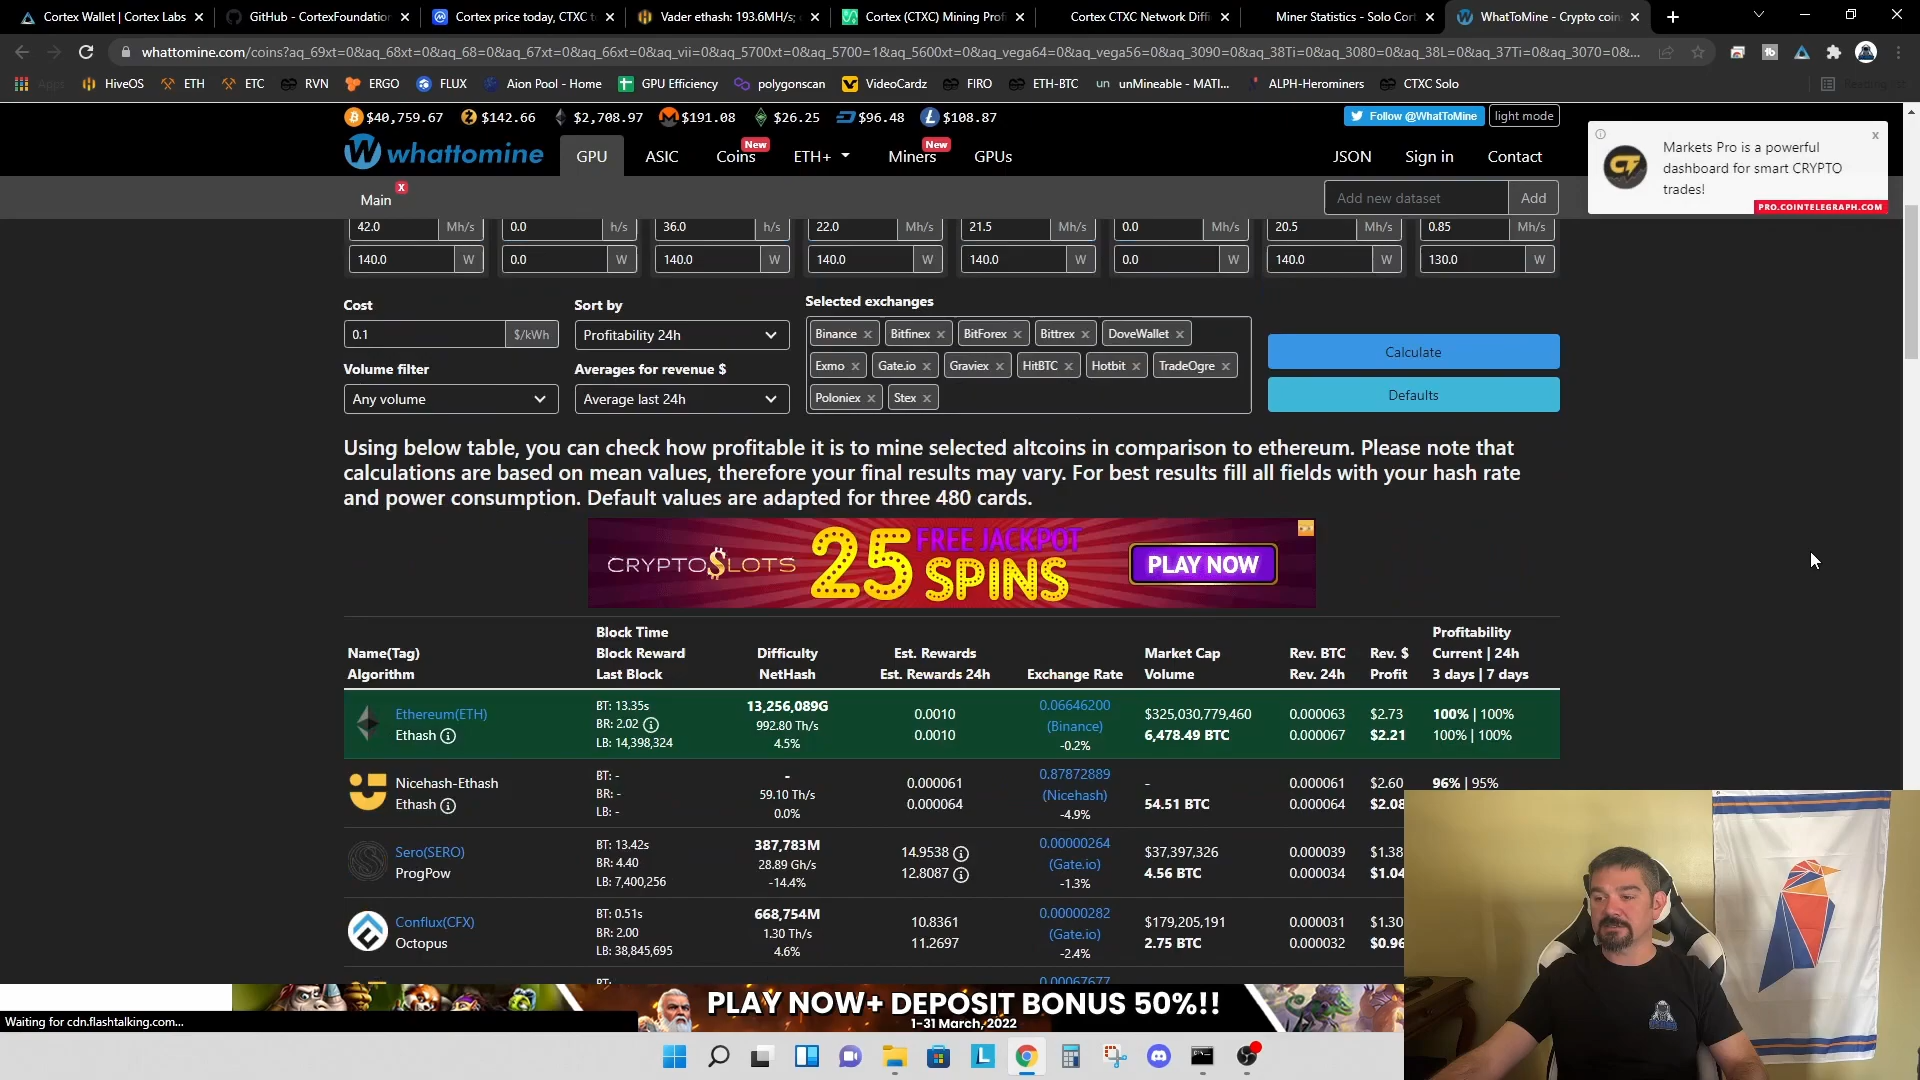 Cortex Wallet | Cortex Labs
GitHub - CortexFoundation
Cortex price today, CTXC t
Vader ethash: 193.6MH/s;
Cortex (CTXC) Mining Prof
Cortex CTXC Network Diff
Miner Statistics - Solo Cort
WhatToMine - Crypto coin
whattomine.com/coins?aq_69xt=0&aq_68xt=0&aq_68=0&aq_67xt=0&aq_66xt=0&aq_vii=0&aq_5700xt=0&aq_5700=1&aq_5600xt=0&aq_vega64=0&aq_vega56=0&aq_3090=0&aq_38Ti=0&aq_3080=0&aq_38L=0&aq_37Ti=0&aq_3070=0&...
Apps HiveOS ETH ETC RVN ERGO FLUX Aion Pool - Home GPU Efficiency polygonscan VideoCardz FIRO ETH-BTC unMineable - MATI... ALPH-Herominers CTXC Solo Reading list
$40,759.67 $142.66 $2,708.97 $191.08 $26.25 $96.48 $108.87
Follow @WhatToMine light mode
whattomine GPU ASIC Coins New ETH+ Miners New GPUs JSON Sign in Contact
Markets Pro is a powerful
dashboard for smart CRYPTO
trades!
PRO.COINTELEGRAPH.COM
Main x Add new dataset Add
42.0 Mh/s 0.0 h/s 36.0 h/s 22.0 Mh/s 21.5 Mh/s 0.0 Mh/s 20.5 Mh/s 0.85 Mh/s
140.0 W 0.0 W 140.0 W 140.0 W 140.0 W 0.0 W 140.0 W 130.0 W
Cost Sort by Selected exchanges
0.1 $/kWh Profitability 24h
Binance Bitfinex BitForex Bittrex DoveWallet
Exmo Gate.io Graviex HitBTC Hotbit TradeOgre
Poloniex Stex
Calculate
Defaults
Volume filter Averages for revenue $
Any volume Average last 24h
Using below table, you can check how profitable it is to mine selected altcoins in comparison to ethereum. Please note that
calculations are based on mean values, therefore your final results may vary. For best results fill all fields with your hash rate
and power consumption. Default values are adapted for three 480 cards.
CRYPTOSLOTS 25 FREE JACKPOT SPINS PLAY NOW
Block Time Profitability
Name(Tag) Block Reward Difficulty Est. Rewards Market Cap Rev. BTC Rev. $ Current | 24h
Algorithm Last Block NetHash Est. Rewards 24h Exchange Rate Volume Rev. 24h Profit 3 days | 7 days
Ethereum(ETH)
Ethash
BT: 13.35s
BR: 2.02
LB: 14,398,324
13,256,089G
992.80 Th/s
4.5%
0.0010
0.0010
0.06646200
(Binance)
-0.2%
$325,030,779,460
6,478.49 BTC
0.000063
0.000067
$2.73
$2.21
100% | 100%
100% | 100%
Nicehash-Ethash
Ethash
BT: -
BR: -
LB: -
-
59.10 Th/s
0.0%
0.000061
0.000064
0.87872889
(Nicehash)
-4.9%
-
54.51 BTC
0.000061
0.000064
$2.60
$2.08
96% | 95%
Sero(SERO)
ProgPow
BT: 13.42s
BR: 4.40
LB: 7,400,256
387,783M
28.89 Gh/s
-14.4%
14.9538
12.8087
0.00000264
(Gate.io)
-1.3%
$37,397,326
4.56 BTC
0.000039
0.000034
$1.38
$1.04
Conflux(CFX)
Octopus
BT: 0.51s
BR: 2.00
LB: 38,845,695
668,754M
1.30 Th/s
4.6%
10.8361
11.2697
0.00000282
(Gate.io)
-2.4%
$179,205,191
2.75 BTC
0.000031
0.000032
$1.30
$0.96
BT:
0.00067677
PLAY NOW+ DEPOSIT BONUS 50%!!
1-31 March, 2022
Waiting for cdn.flashtalking.com...